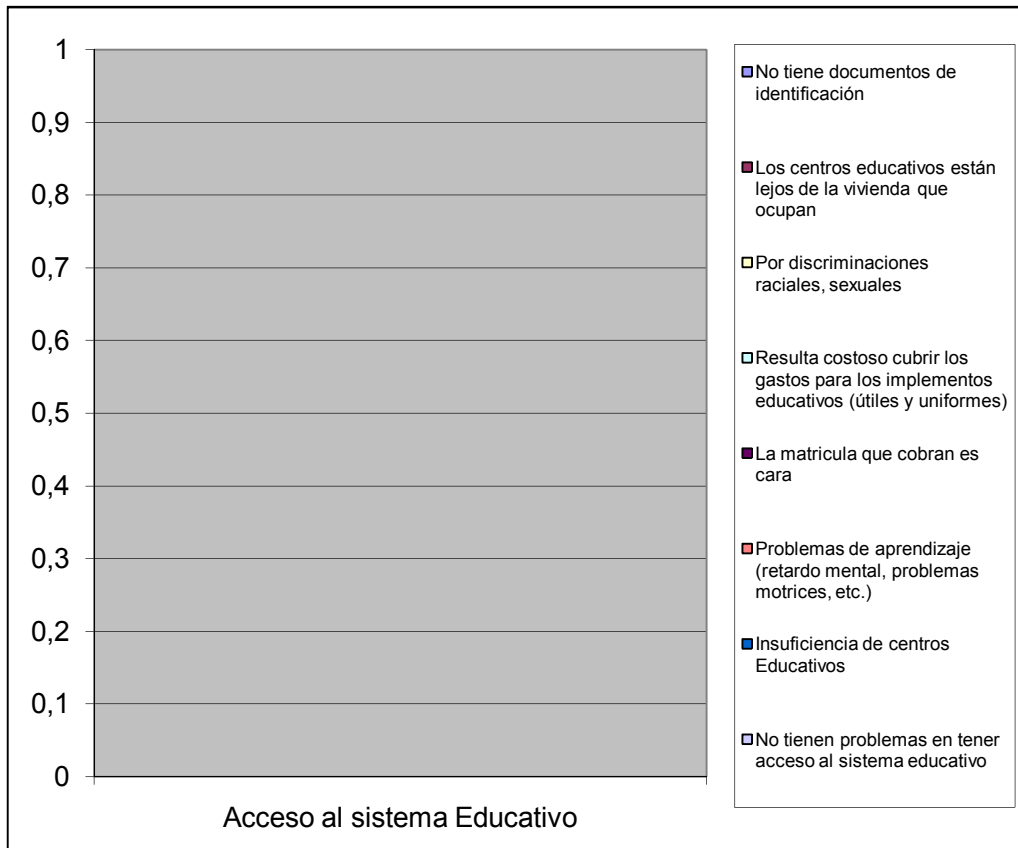 1
0,9
0,8
0,7
0,6
0,5
0,4
0,3
0,2
0,1
0
Acceso al sistema Educativo
No tiene documentos de
identificación
Los centros educativos están
lejos de la vivienda que
ocupan
Por discriminaciones
raciales, sexuales
Resulta costoso cubrir los
gastos para los implementos
educativos (útiles y uniformes)
La matricula que cobran es
cara
Problemas de aprendizaje
(retardo mental, problemas
motrices, etc.)
Insuficiencia de centros
Educativos
No tienen problemas en tener
acceso al sistema educativo